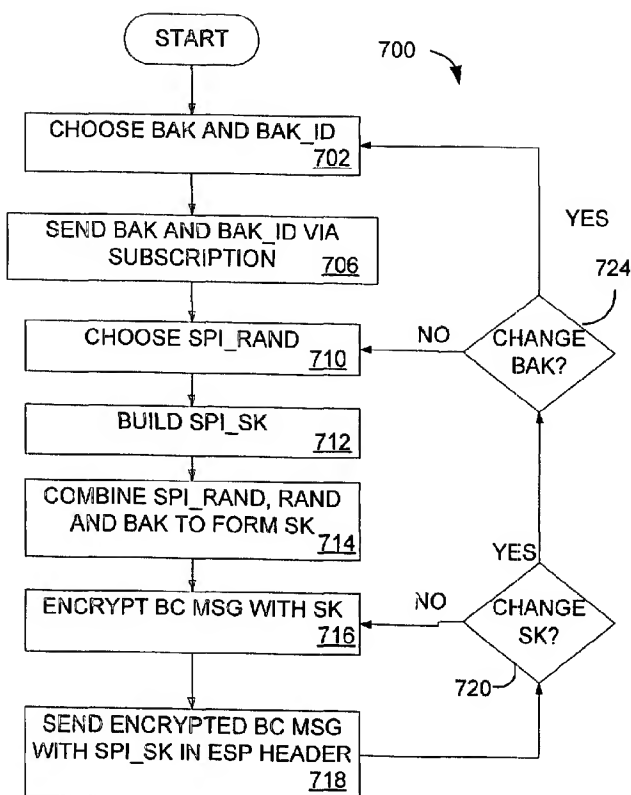 START
700
CHOOSE BAK AND BAK_ID
702
SEND BAK AND BAK_ID VIA
SUBSCRIPTION
706
YES
724
CHOOSE SPI_RAND
710
NO
CHANGE
BAK?
BUILD SPI_SK
712
COMBINE SPI_RAND, RAND
AND BAK TO FORM SK
714
YES
ENCRYPT BC MSG WITH SK
716
NO
CHANGE
SK?
720
SEND ENCRYPTED BC MSG
WITH SPI_SK IN ESP HEADER
718